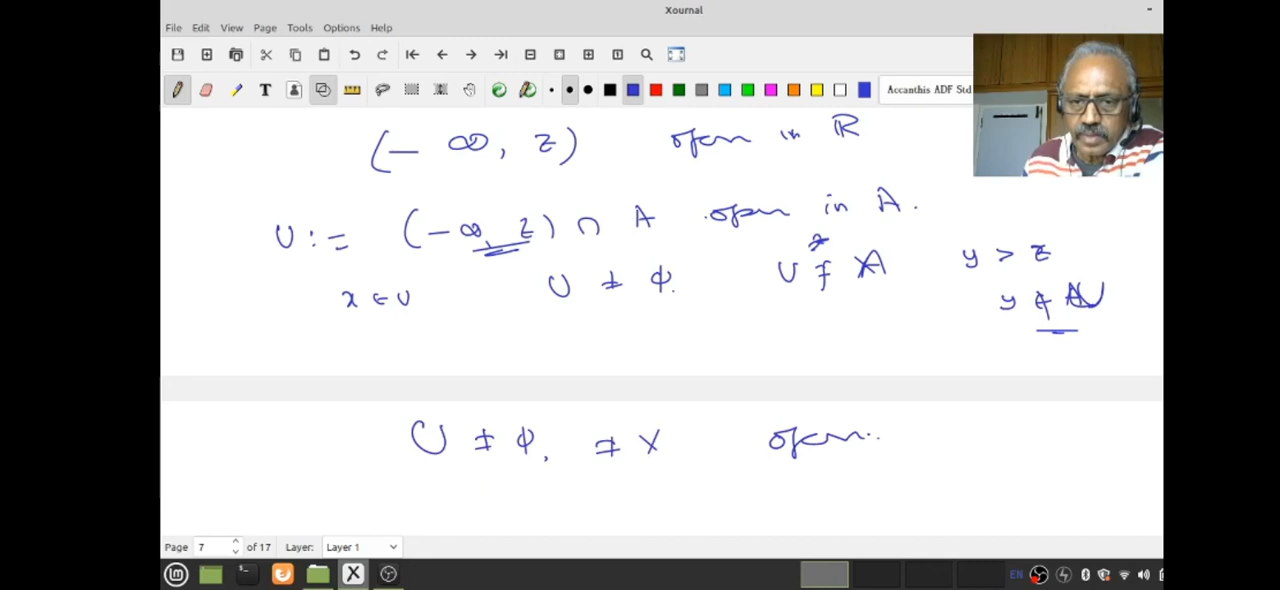 Xournal
File Edit View Page Tools Options Help
Accanthis ADF Std
(− ∞, z) open in ℝ
U := (−∞, z) ∩ A open in A.
x ∈ U U ≠ φ. U ≠ A y > z
y ∉ U
U ≠ φ, ≠ X open..
Page 7 of 17 Layer: Layer 1
EN